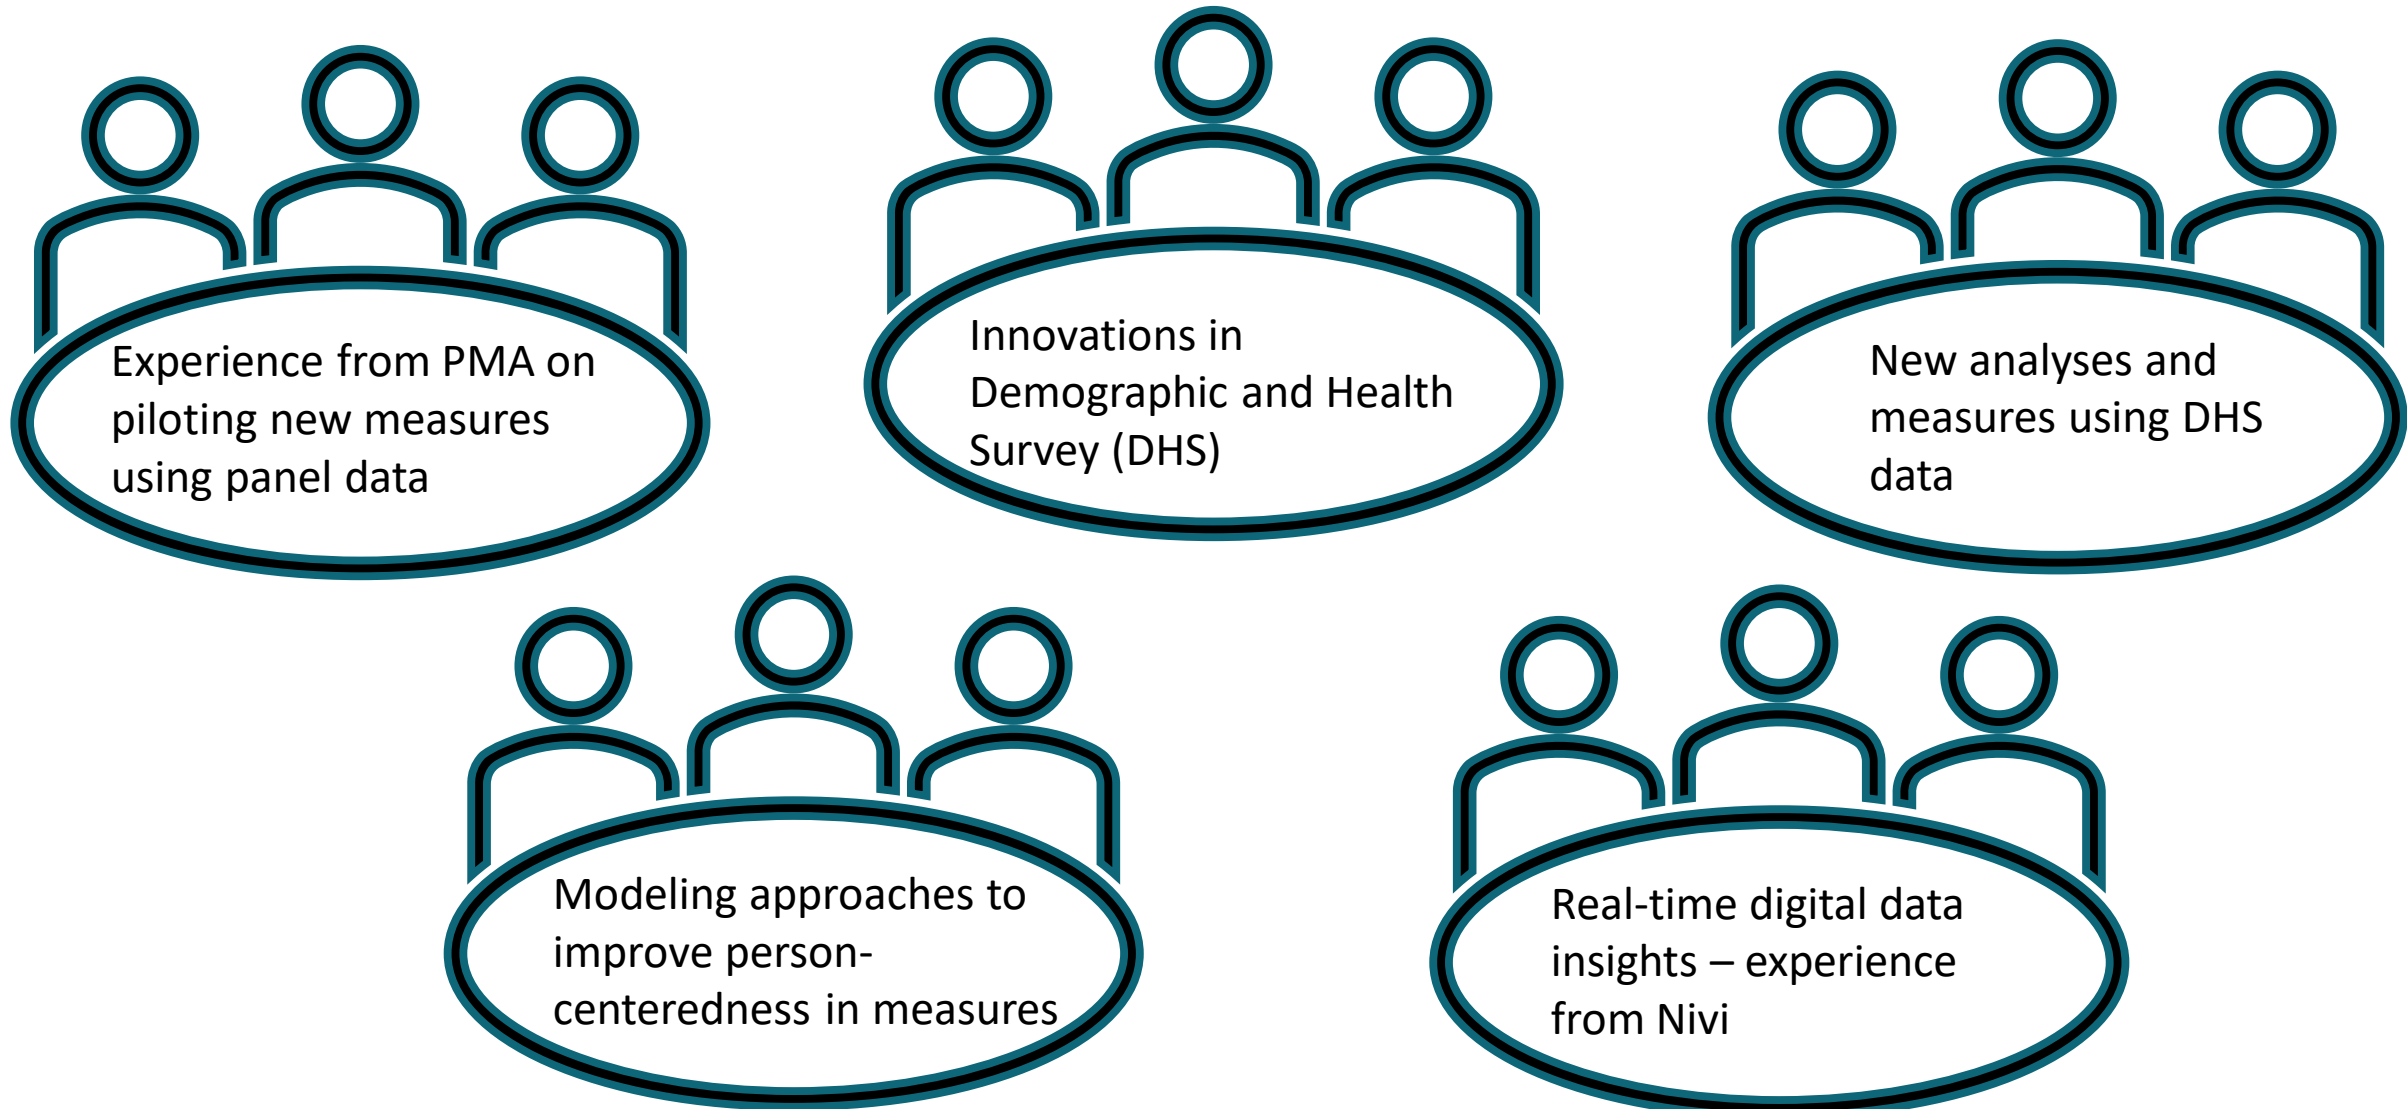 Experience from PMA on
piloting new measures
using panel data
Innovations in
Demographic and Health
Survey (DHS)
New analyses and
measures using DHS
data
Modeling approaches to
improve person-
centeredness in measures
Real-time digital data
insights – experience
from Nivi